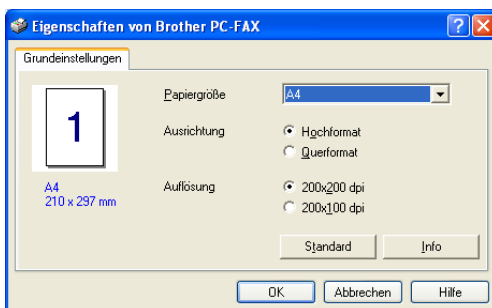 Eigenschaften von Brother PC-FAX
Grundeinstellungen
1
A4
210 x 297 mm
Papiergröße
A4
Ausrichtung
Hochformat
Querformat
Auflösung
200x200 dpi
200x100 dpi
Standard
Info
OK
Abbrechen
Hilfe